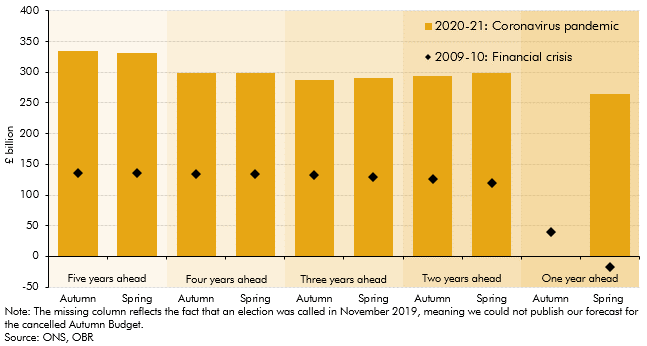 400
350
300
250
200
150
100
50
0
-50
£ billion
2020-21: Coronavirus pandemic
2009-10: Financial crisis
Five years ahead
Four years ahead
Three years ahead
Two years ahead
One year ahead
Autumn Spring Autumn Spring Autumn Spring Autumn Spring Autumn Spring
Note: The missing column reflects the fact that an election was called in November 2019, meaning we could not publish our forecast for
the cancelled Autumn Budget.
Source: ONS, OBR